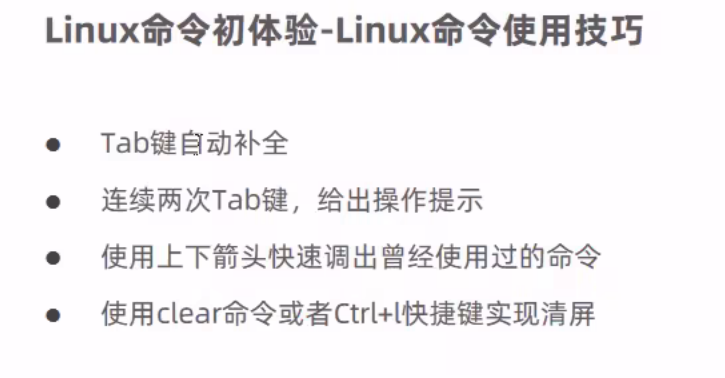 Linux命令初体验-Linux命令使用技巧
● Tab键自动补全
● 连续两次Tab键，给出操作提示
● 使用上下箭头快速调出曾经使用过的命令
● 使用clear命令或者Ctrl+l快捷键实现清屏